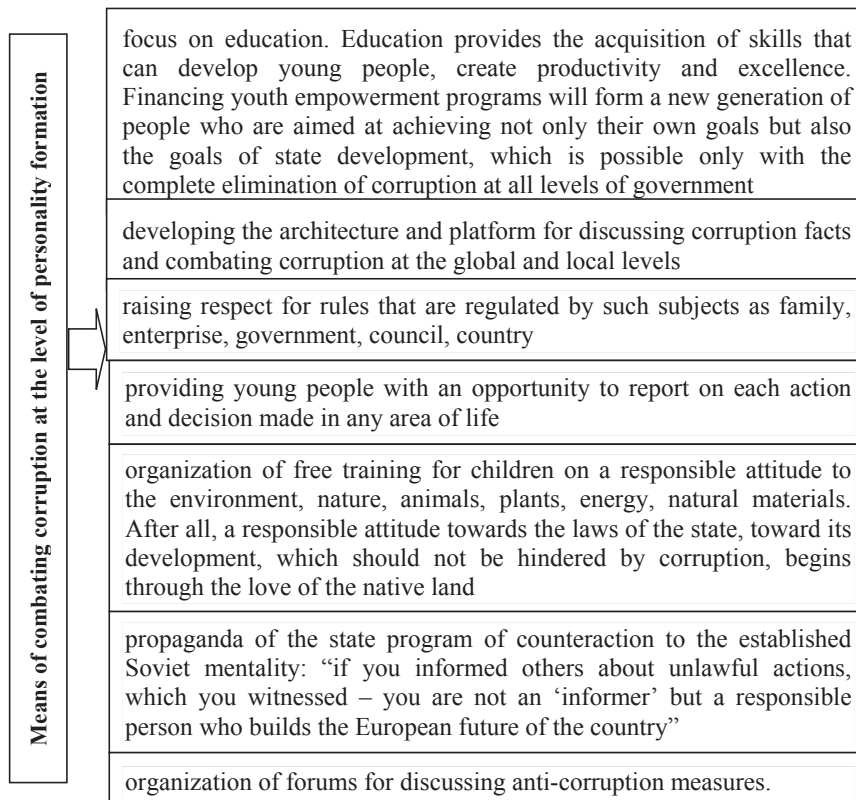 Means of combating corruption at the level of personality formation
focus on education. Education provides the acquisition of skills that
can develop young people, create productivity and excellence.
Financing youth empowerment programs will form a new generation of
people who are aimed at achieving not only their own goals but also
the goals of state development, which is possible only with the
complete elimination of corruption at all levels of government
developing the architecture and platform for discussing corruption facts
and combating corruption at the global and local levels
raising respect for rules that are regulated by such subjects as family,
enterprise, government, council, country
providing young people with an opportunity to report on each action
and decision made in any area of life
organization of free training for children on a responsible attitude to
the environment, nature, animals, plants, energy, natural materials.
After all, a responsible attitude towards the laws of the state, toward its
development, which should not be hindered by corruption, begins
through the love of the native land
propaganda of the state program of counteraction to the established
Soviet mentality: “if you informed others about unlawful actions,
which you witnessed – you are not an ‘informer’ but a responsible
person who builds the European future of the country”
organization of forums for discussing anti-corruption measures.